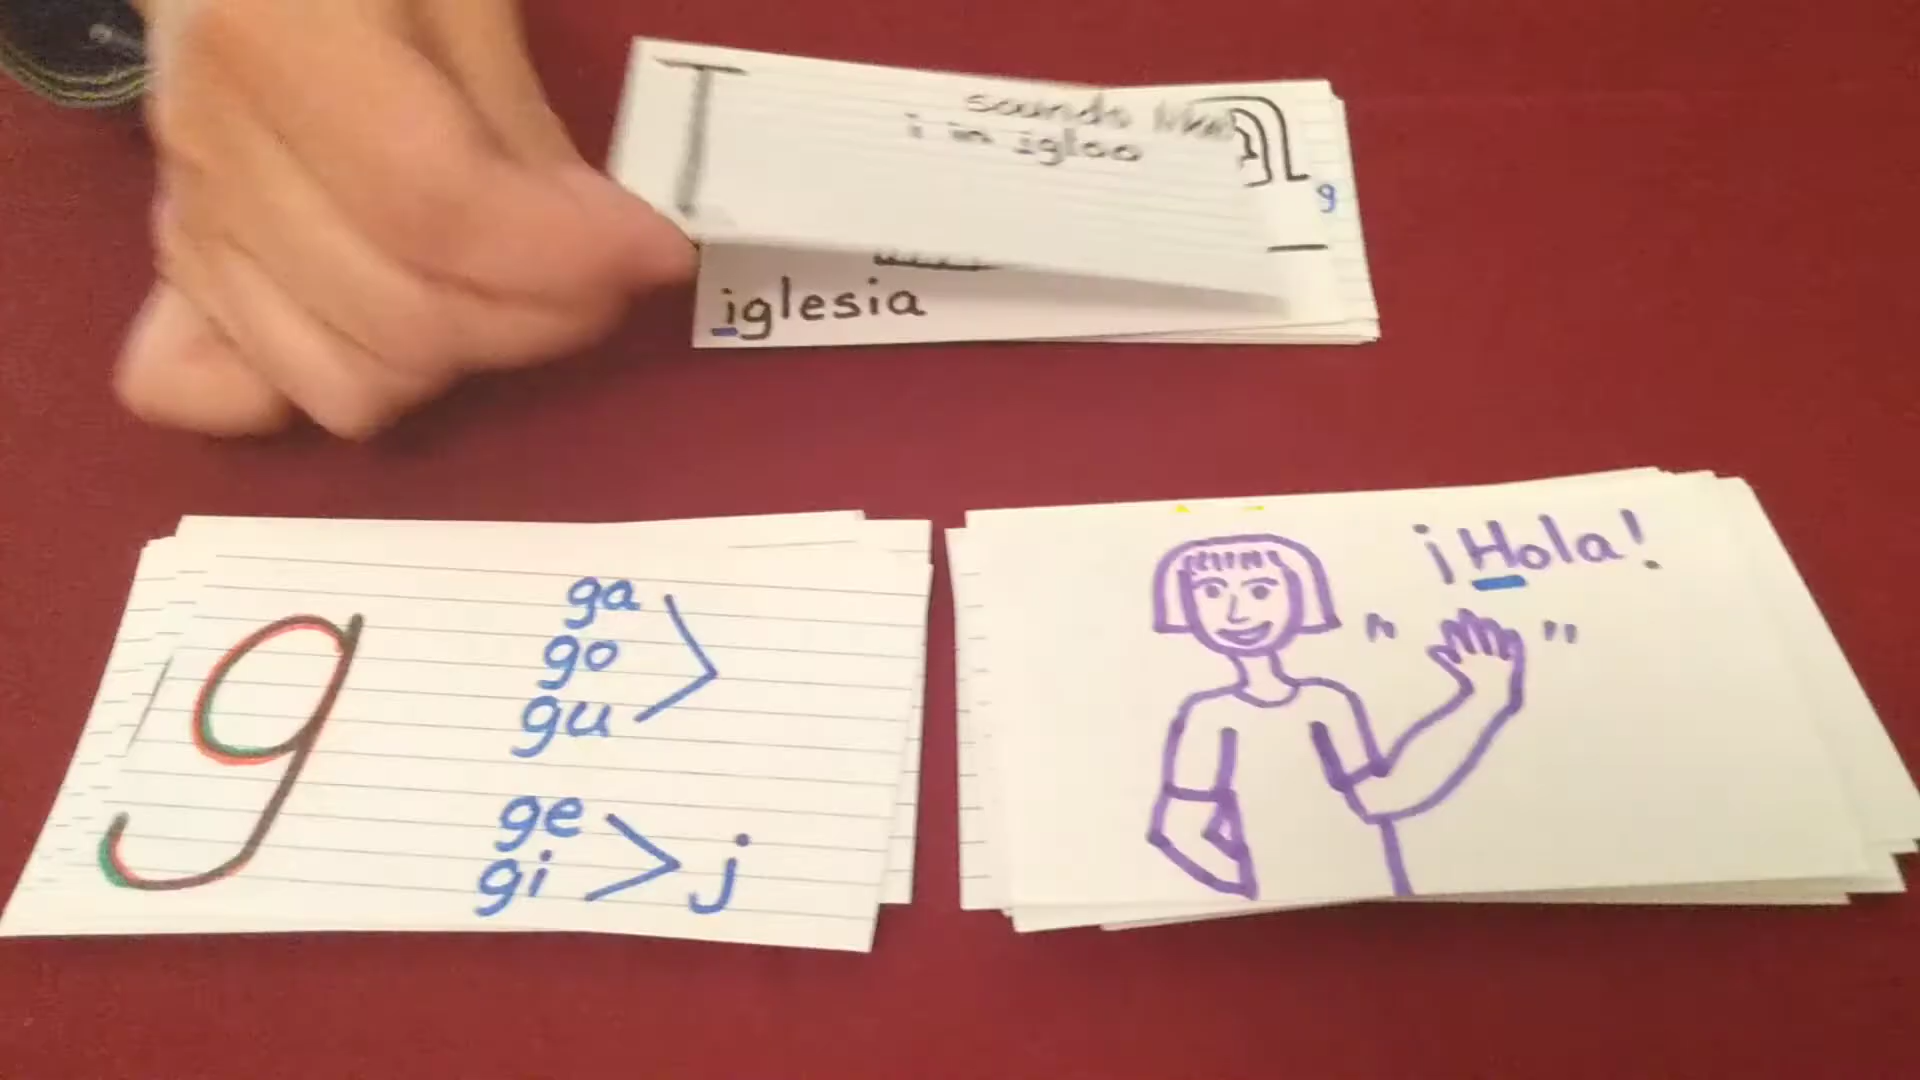 I
sounds like
i in igloo
g
iglesia
g
ga
go
gu
ge
gi
j
¡Hola!